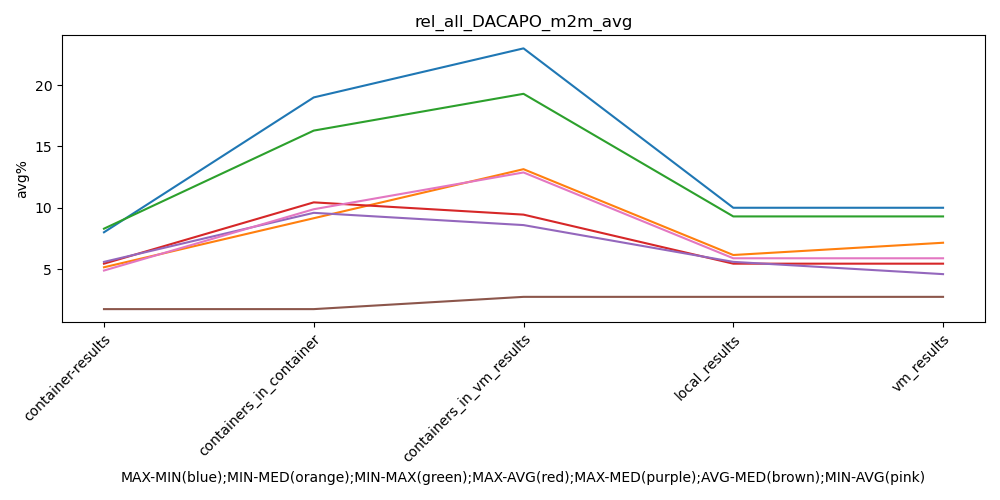 rel_all_DACAPO_m2m_avg
avg%
20
15
10
5
container-results
containers_in_container
containers_in_vm_results
local_results
vm_results
MAX-MIN(blue);MIN-MED(orange);MIN-MAX(green);MAX-AVG(red);MAX-MED(purple);AVG-MED(brown);MIN-AVG(pink)